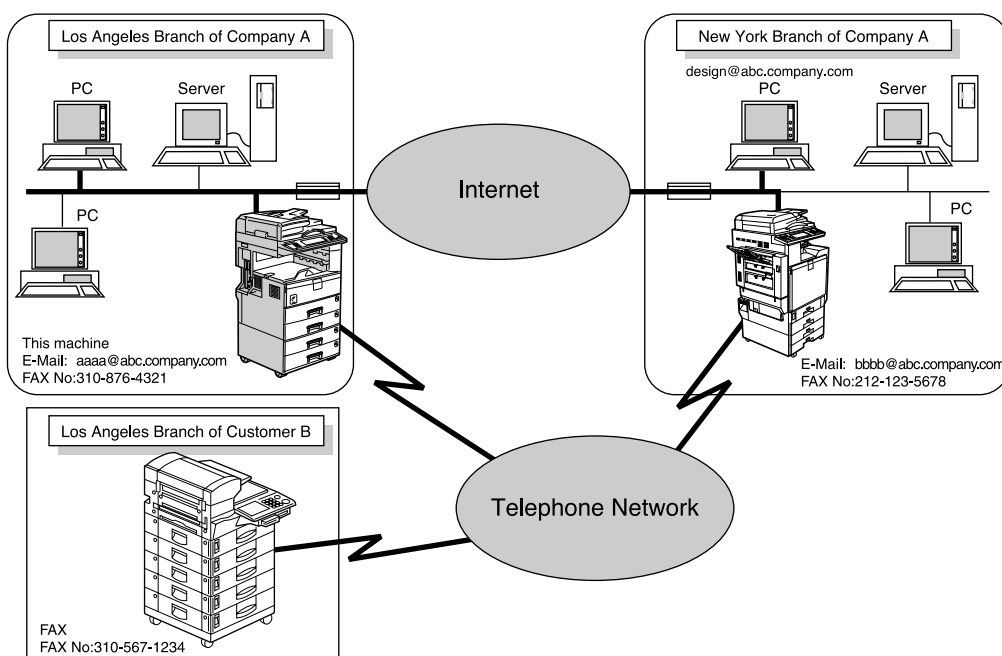 Los Angeles Branch of Company A
PC
Server
PC
This machine
E-Mail: aaaa@abc.company.com
FAX No:310-876-4321
Internet
New York Branch of Company A
design@abc.company.com
PC
Server
PC
E-Mail: bbbb@abc.company.com
FAX No:212-123-5678
Los Angeles Branch of Customer B
FAX
FAX No:310-567-1234
Telephone Network